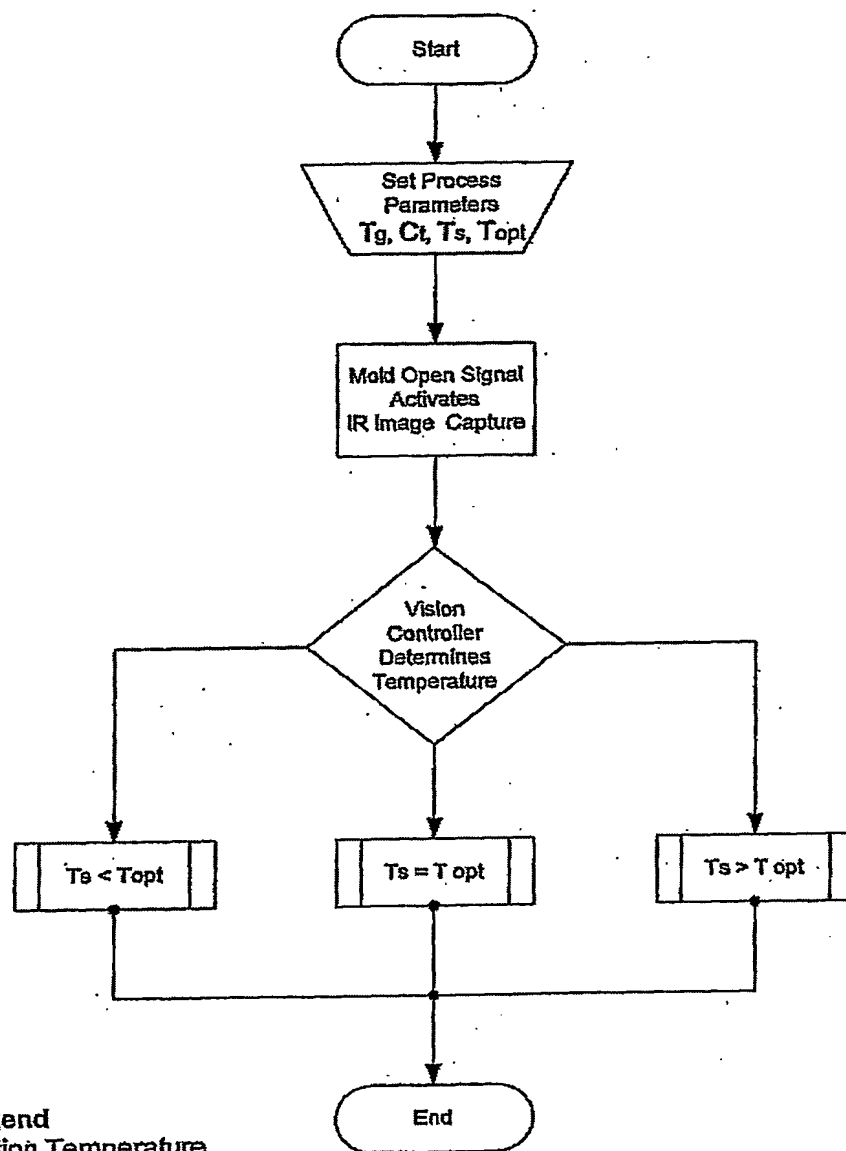 Start
Set Process
Parameters
Tg, Ct, Ts, Topt
Mold Open Signal
Activates
IR Image Capture
Vision
Controller
Determines
Temperature
Ts < Topt
Ts = T opt
Ts > T opt
End
Temperature